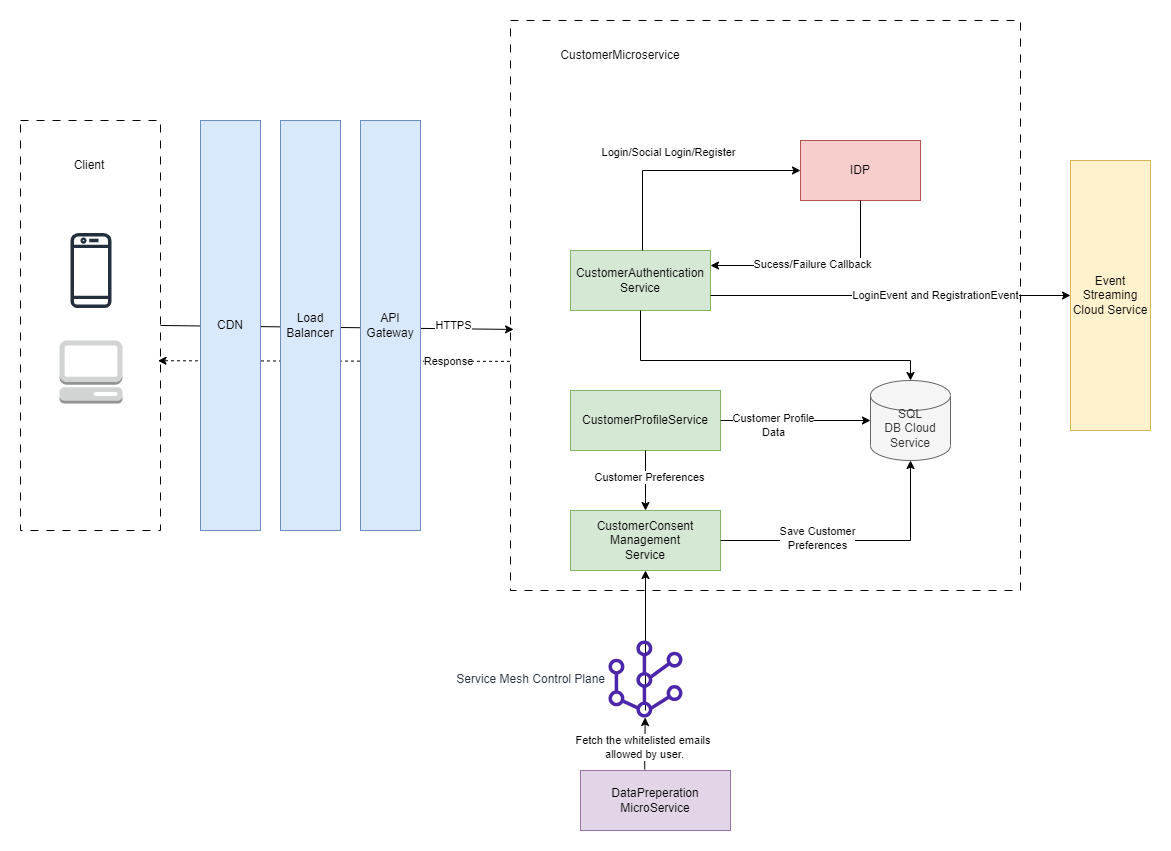 CustomerMicroservice
Client
Login/Social Login/Register
IDP
CustomerAuthentication
Service
Sucess/Failure Callback
LoginEvent and RegistrationEvent
Event
Streaming
Cloud Service
CDN
Load
Balancer
API
Gateway
HTTPS
Response
CustomerProfileService
Customer Profile
Data
SQL
DB Cloud
Service
Customer Preferences
CustomerConsent
Management
Service
Save Customer
Preferences
Service Mesh Control Plane
Fetch the whitelisted emails
allowed by user.
DataPreperation
MicroService